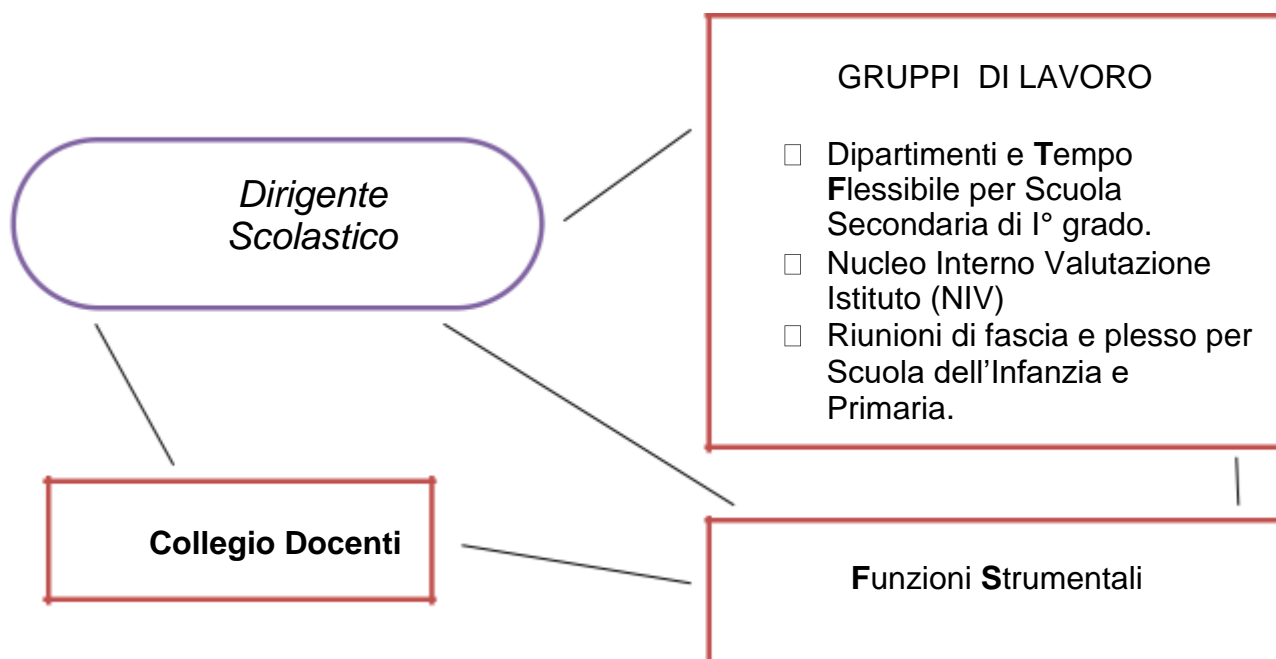 GRUPPI DI LAVORO
Dirigente
Scolastico
□ Dipartimenti e Tempo
Flessibile per Scuola
Secondaria di I° grado.
□ Nucleo Interno Valutazione
Istituto (NIV)
□ Riunioni di fascia e plesso per
Scuola dell’Infanzia e
Primaria.
Collegio Docenti
Funzioni Strumentali